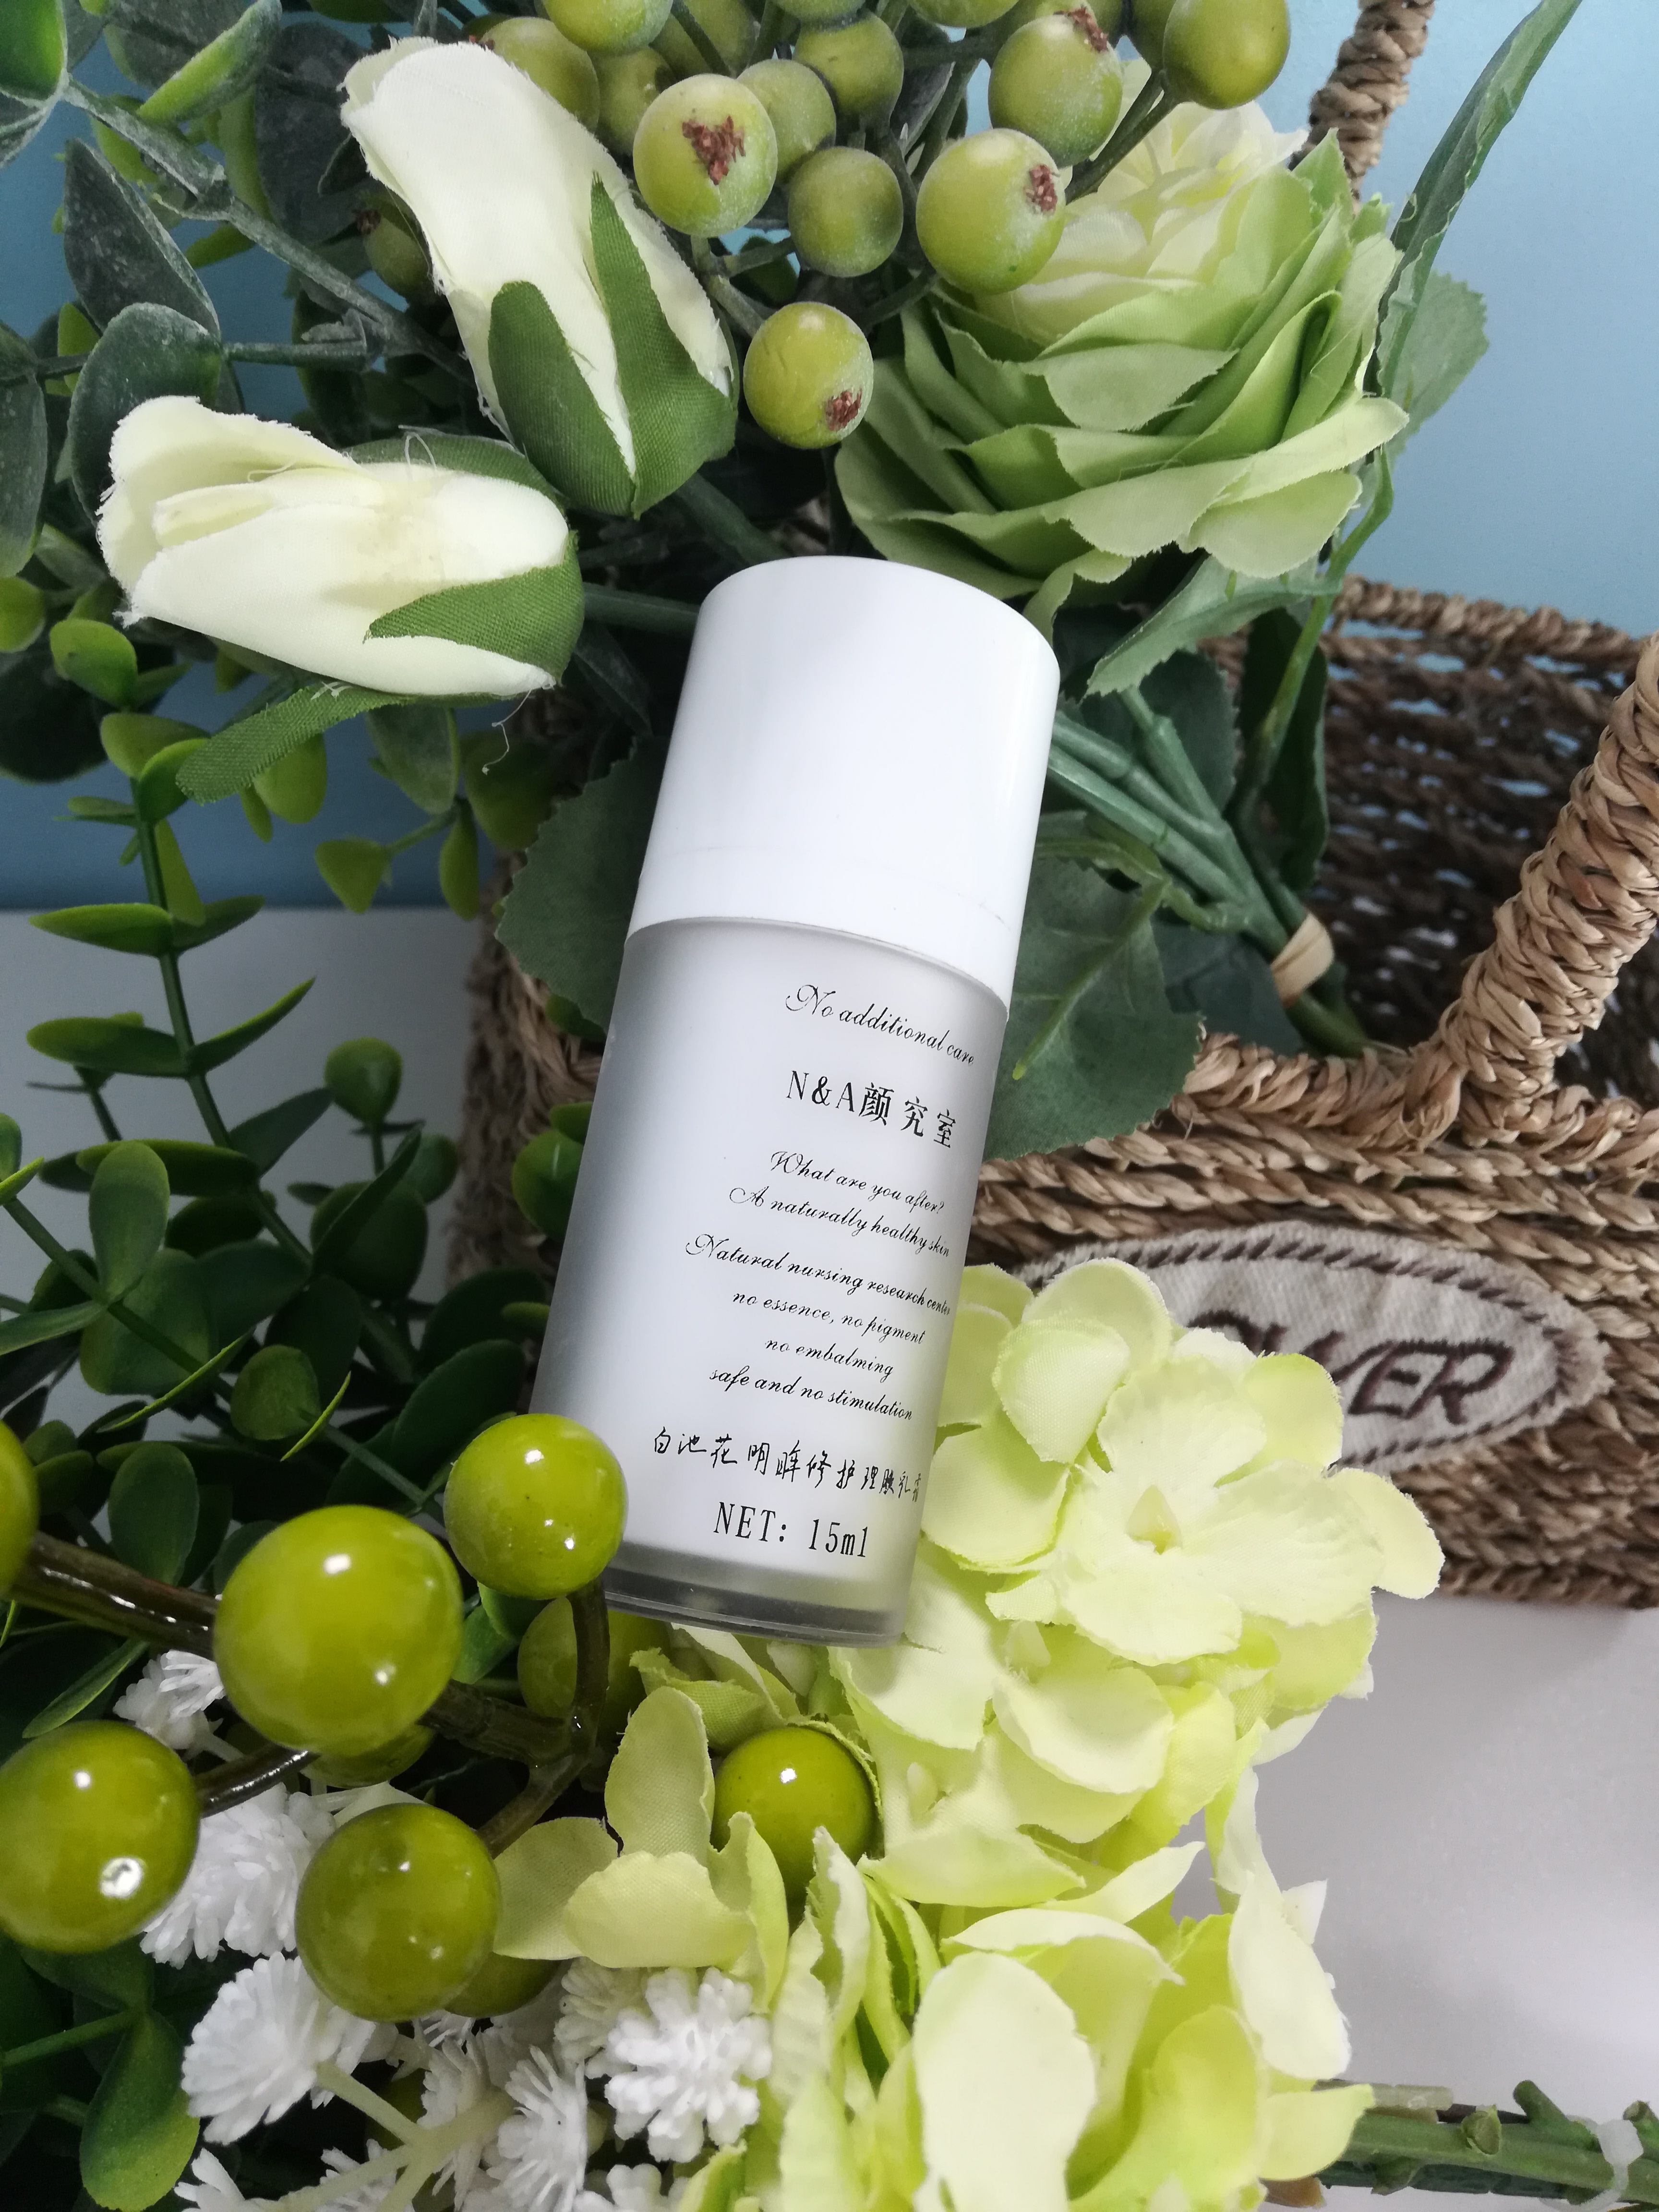 No additional care
N&A颜究室
What are you after?
A naturally healthy skin
Natural nursing research center
no essence, no pigment
no embalming
safe and no stimulation
白池花明眸修护理肤乳霜
NET: 15ml